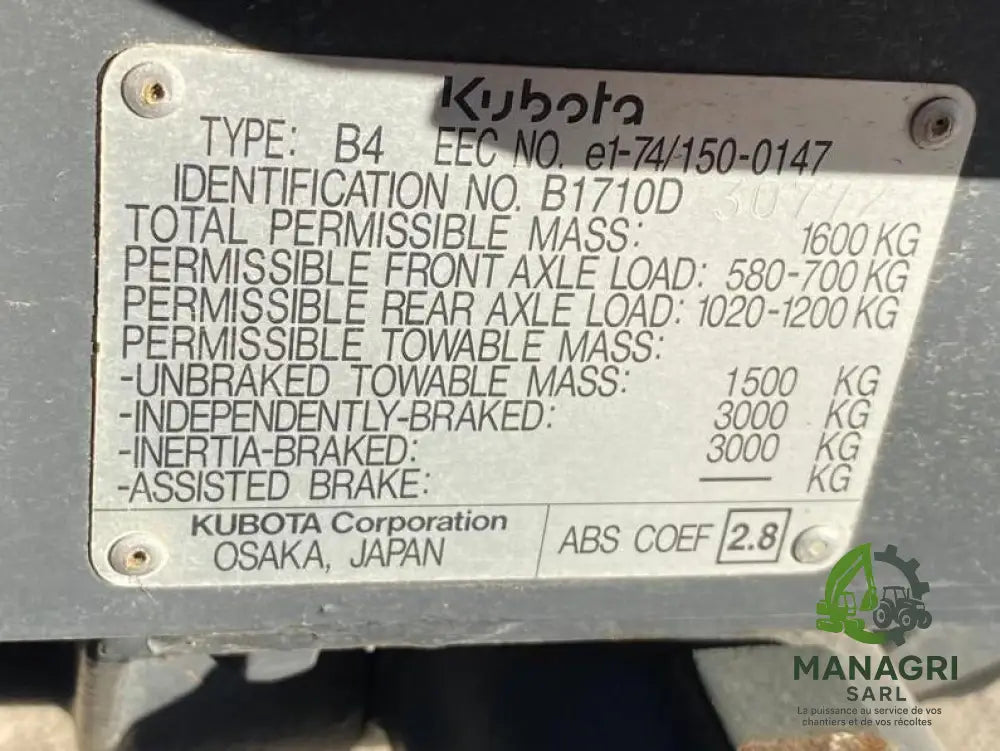 Kubota
TYPE: B4 EEC NO. e1-74/150-0147
IDENTIFICATION NO. B1710D
TOTAL PERMISSIBLE MASS: 1600 KG
PERMISSIBLE FRONT AXLE LOAD: 580-700 KG
PERMISSIBLE REAR AXLE LOAD: 1020-1200 KG
PERMISSIBLE TOWABLE MASS:
-UNBRAKED TOWABLE MASS: 1500 KG
-INDEPENDENTLY-BRAKED: 3000 KG
-INERTIA-BRAKED: 3000 KG
-ASSISTED BRAKE: —— KG
KUBOTA Corporation
OSAKA, JAPAN
ABS COEF 2.8
MANAGRI
SARL
La puissance au service de vos
chantiers et de vos récoltes